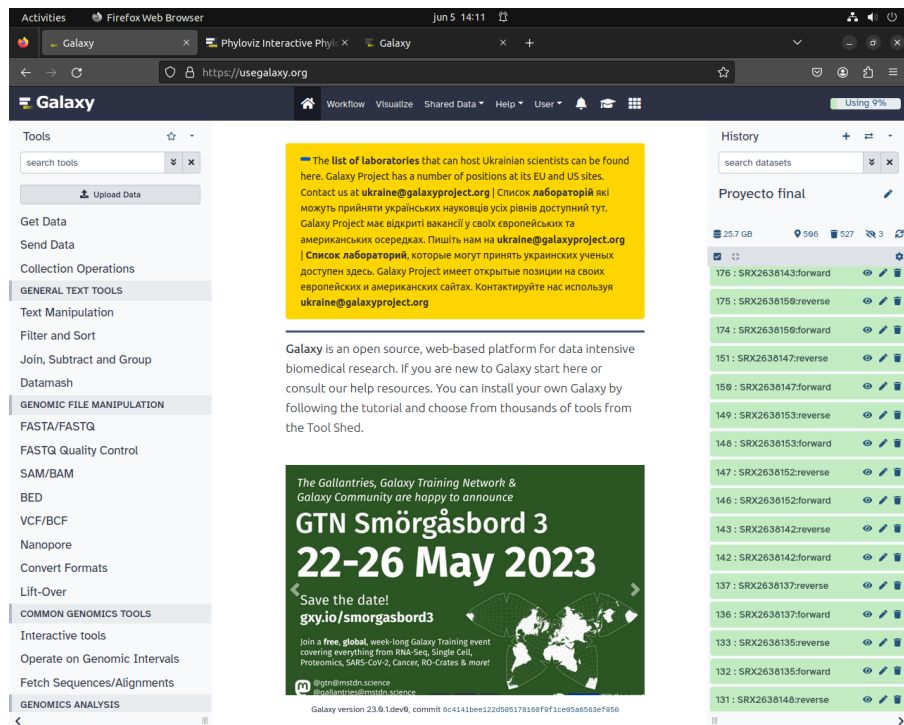 Activities Firefox Web Browser jun 5 14:11
Galaxy Phyloviz Interactive Phyl Galaxy
https://usegalaxy.org
Galaxy Workflow Visualize Shared Data Help User Using 9%
Tools
search tools
Upload Data
Get Data
Send Data
Collection Operations
GENERAL TEXT TOOLS
Text Manipulation
Filter and Sort
Join, Subtract and Group
Datamash
GENOMIC FILE MANIPULATION
FASTA/FASTQ
FASTQ Quality Control
SAM/BAM
BED
VCF/BCF
Nanopore
Convert Formats
Lift-Over
COMMON GENOMICS TOOLS
Interactive tools
Operate on Genomic Intervals
Fetch Sequences/Alignments
GENOMICS ANALYSIS
The list of laboratories that can host Ukrainian scientists can be found
here. Galaxy Project has a number of positions at its EU and US sites.
Contact us at ukraine@galaxyproject.org | Список лабораторій які
можуть прийняти українських науковців усіх рівнів доступний тут.
Galaxy Project має відкриті вакансії у своїх європейських та
американських осередках. Пишіть нам на ukraine@galaxyproject.org
| Список лабораторий, которые могут принять украинских ученых
доступен здесь. Galaxy Project имеет открытые позиции на своих
европейских и американских сайтах. Контактируйте нас используя
ukraine@galaxyproject.org
Galaxy is an open source, web-based platform for data intensive
biomedical research. If you are new to Galaxy start here or
consult our help resources. You can install your own Galaxy by
following the tutorial and choose from thousands of tools from
the Tool Shed.
The Gallantries, Galaxy Training Network &
Galaxy Community are happy to announce
GTN Smörgåsbord 3
22-26 May 2023
Save the date!
gxy.io/smorgasbord3
Join a free, global, week-long Galaxy Training event
covering everything from RNA-Seq, Single Cell,
Proteomics, SARS-CoV-2, Cancer, RO-Crates & more!
@gtn@mstdn.science
@gallantries@mstdn.science
Galaxy version 23.0.1.dev0, commit 6c4141bee122d505178160f9f1ce05a6563ef950
History
search datasets
Proyecto final
25.7 GB 506 527 3
176 : SRX2638143:forward
175 : SRX2638150:reverse
174 : SRX2638150:forward
151 : SRX2638147:reverse
150 : SRX2638147:forward
149 : SRX2638153:reverse
148 : SRX2638153:forward
147 : SRX2638152:reverse
146 : SRX2638152:forward
143 : SRX2638142:reverse
142 : SRX2638142:forward
137 : SRX2638137:reverse
136 : SRX2638137:forward
133 : SRX2638135:reverse
132 : SRX2638135:forward
131 : SRX2638148:reverse